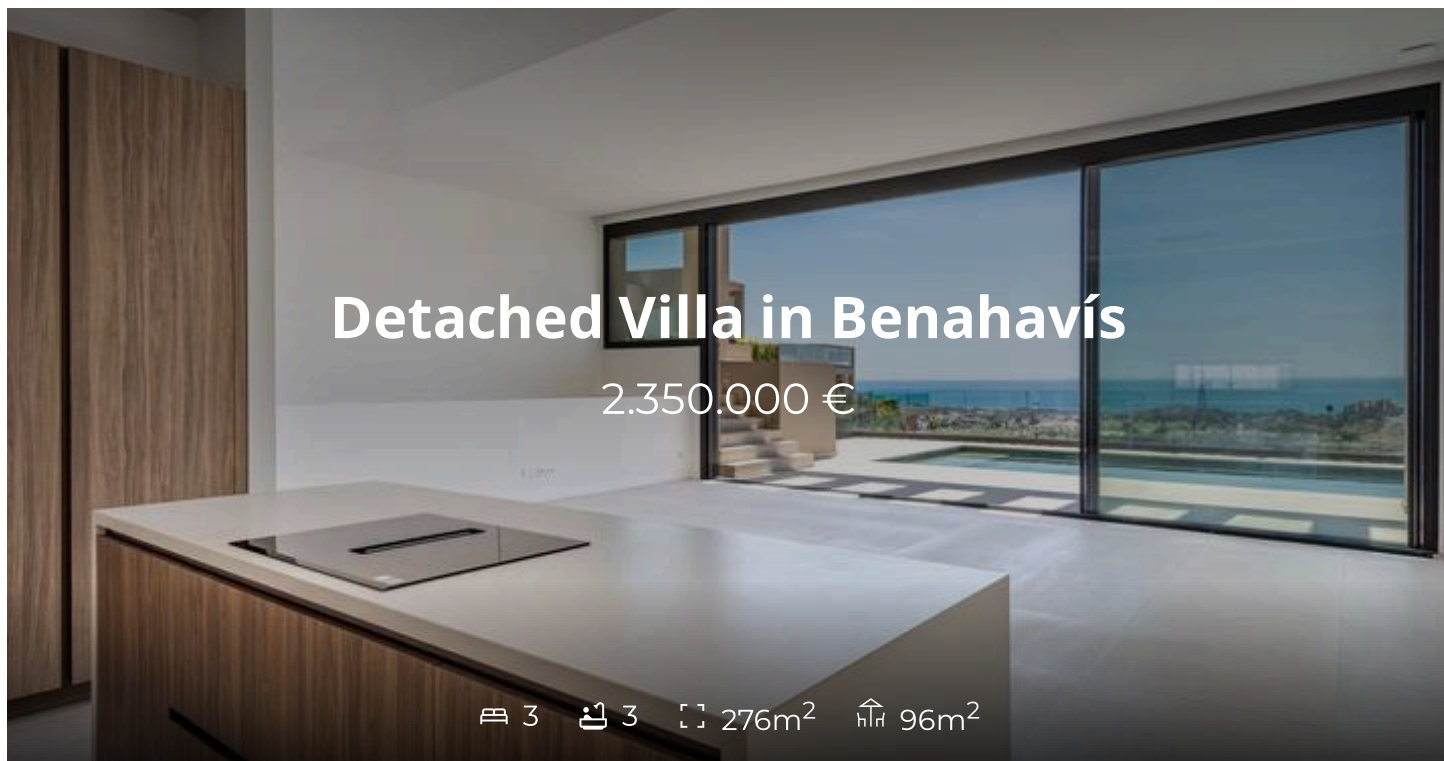 Detached Villa in Benahavís
2.350.000 €
3 3 276m² 96m²